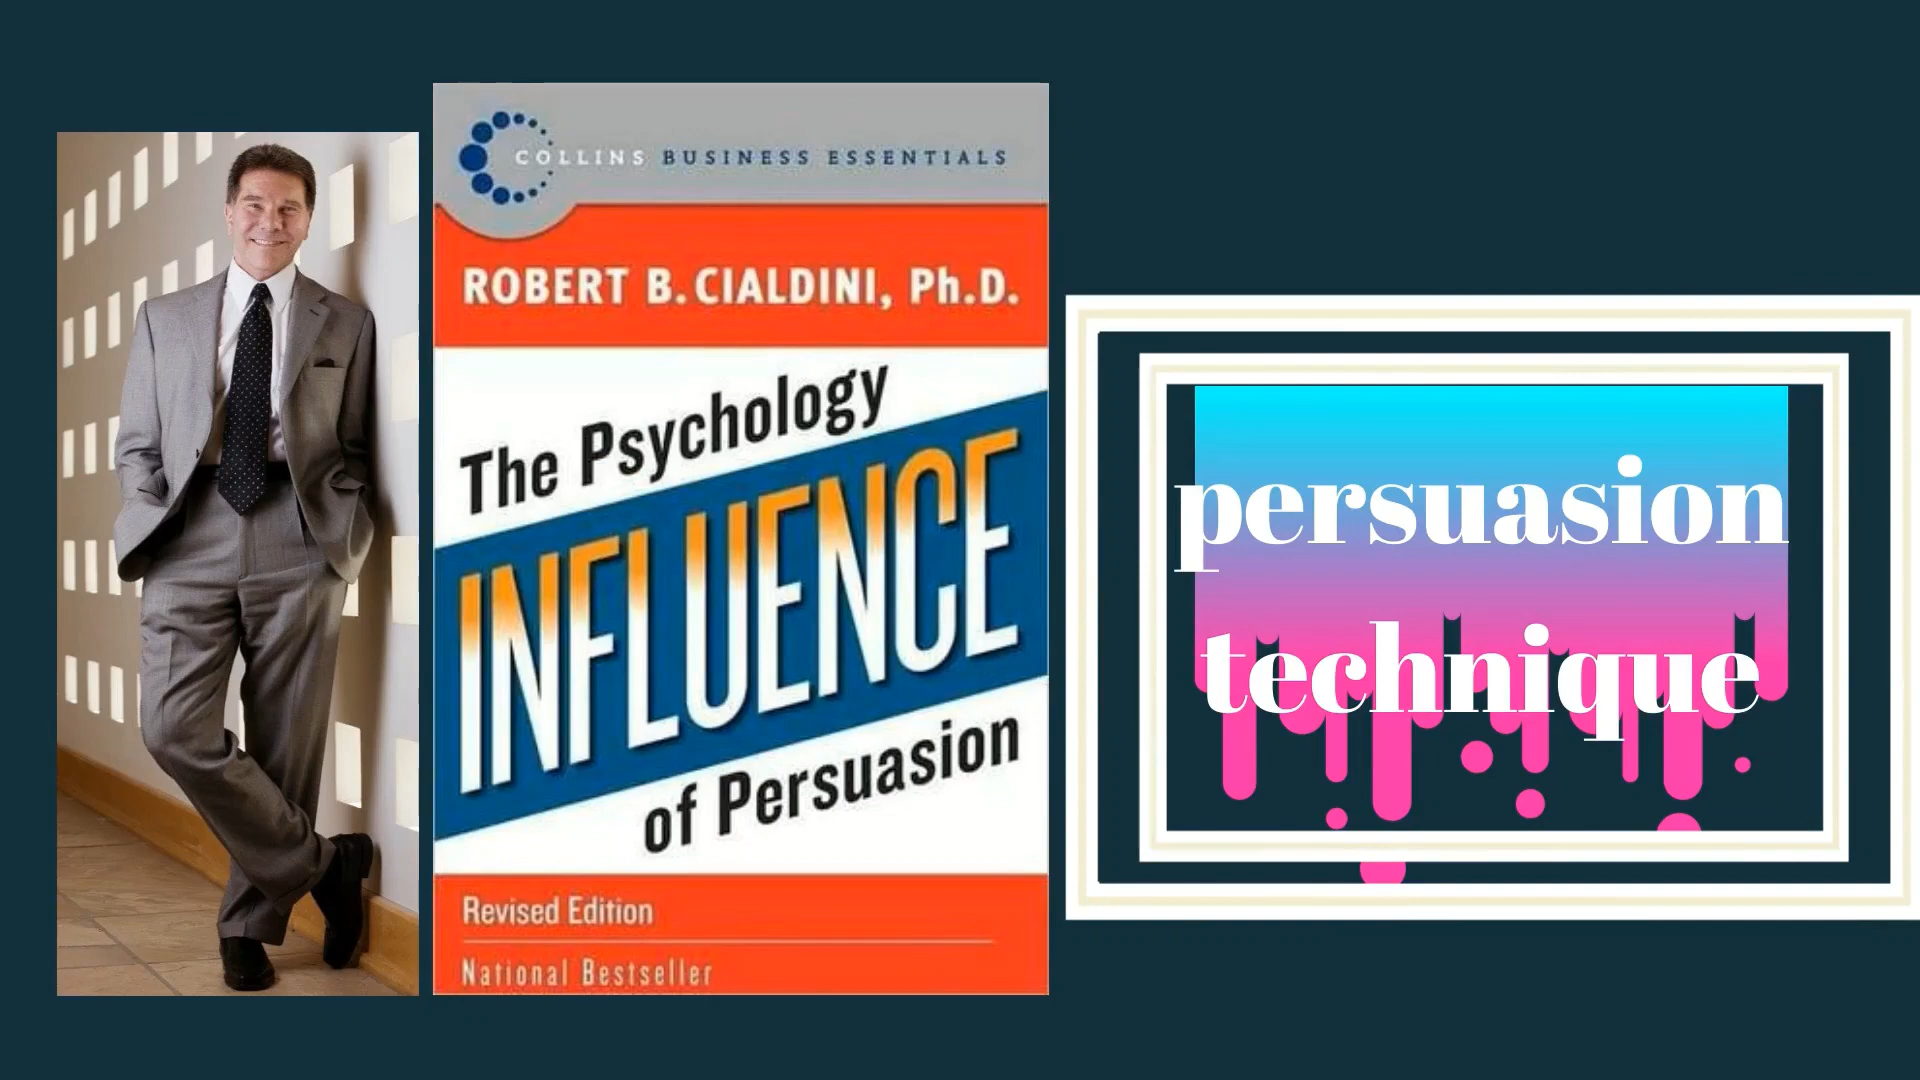 COLLINS BUSINESS ESSENTIALS
ROBERT B. CIALDINI, Ph.D.
The Psychology
INFLUENCE
of Persuasion
Revised Edition
National Bestseller
persuasion
technique